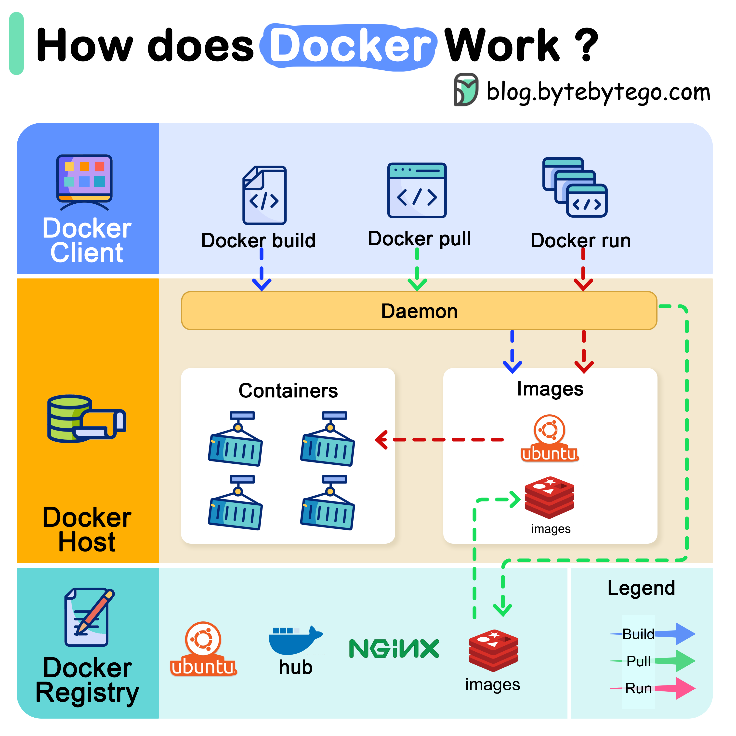 How does Docker Work ?
blog.bytebytego.com
Docker
Client
Docker build
Docker pull
Docker run
Daemon
Docker
Host
Containers
Images
ubuntu
images
Docker
Registry
ubuntu
hub
NGINX
images
Legend
Build
Pull
Run